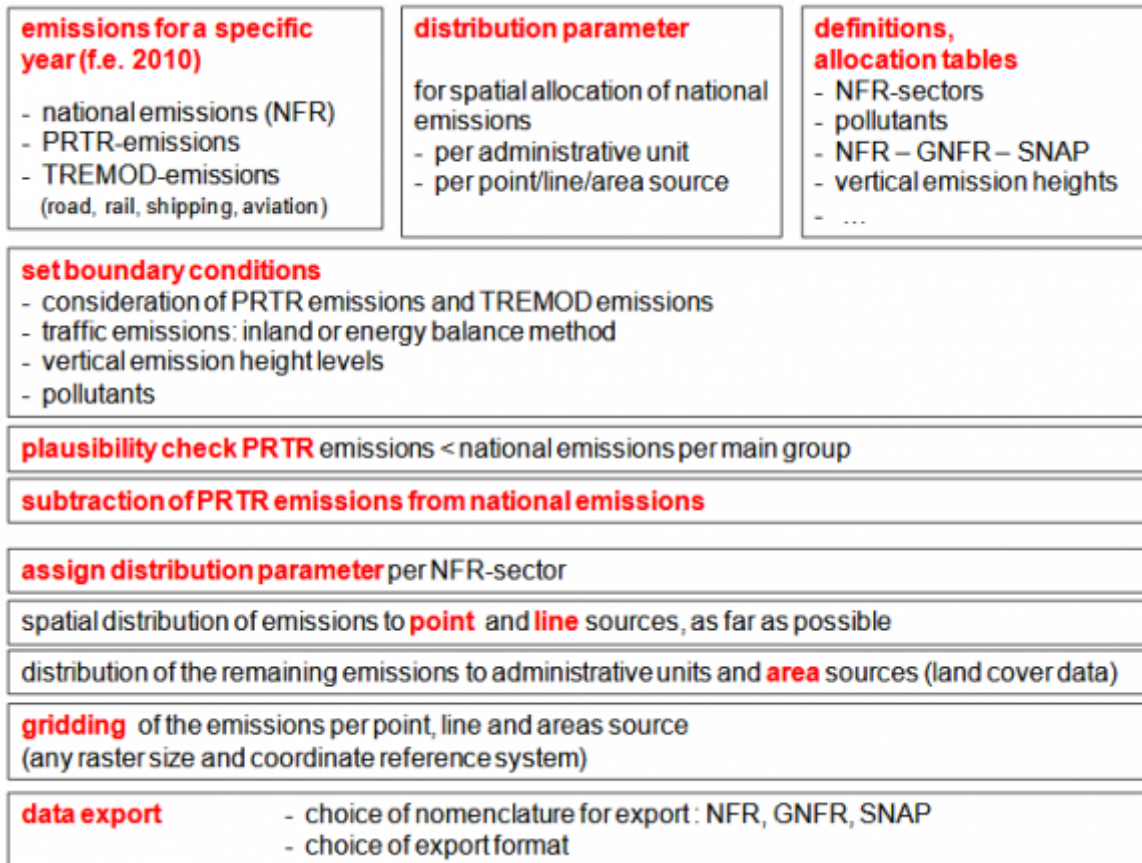 emissions for a specific
year (f.e. 2010)
- national emissions (NFR)
- PRTR-emissions
- TREMOD-emissions
(road, rail, shipping, aviation)
distribution parameter
for spatial allocation of national
emissions
- per administrative unit
- per point/line/area source
definitions,
allocation tables
- NFR-sectors
- pollutants
- NFR – GNFR – SNAP
- vertical emission heights
- ...
set boundary conditions
- consideration of PRTR emissions and TREMOD emissions
- traffic emissions: inland or energy balance method
- vertical emission height levels
- pollutants
plausibility check PRTR emissions < national emissions per main group
subtraction of PRTR emissions from national emissions
assign distribution parameter per NFR-sector
spatial distribution of emissions to point and line sources, as far as possible
distribution of the remaining emissions to administrative units and area sources (land cover data)
gridding of the emissions per point, line and areas source
(any raster size and coordinate reference system)
data export - choice of nomenclature for export : NFR, GNFR, SNAP
- choice of export format